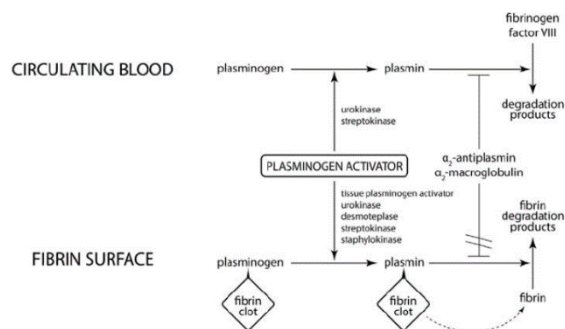 fibrinogen
factor VIII
CIRCULATING BLOOD
plasminogen
plasmin
degradation
products
urokinase
streptokinase
PLASMINOGEN ACTIVATOR
α₂-antiplasmin
α₂-macroglobulin
tissue plasminogen activator
urokinase
desmoteplase
streptokinase
staphylokinase
fibrin
degradation
products
FIBRIN SURFACE
plasminogen
plasmin
fibrin
clot
fibrin
clot
fibrin